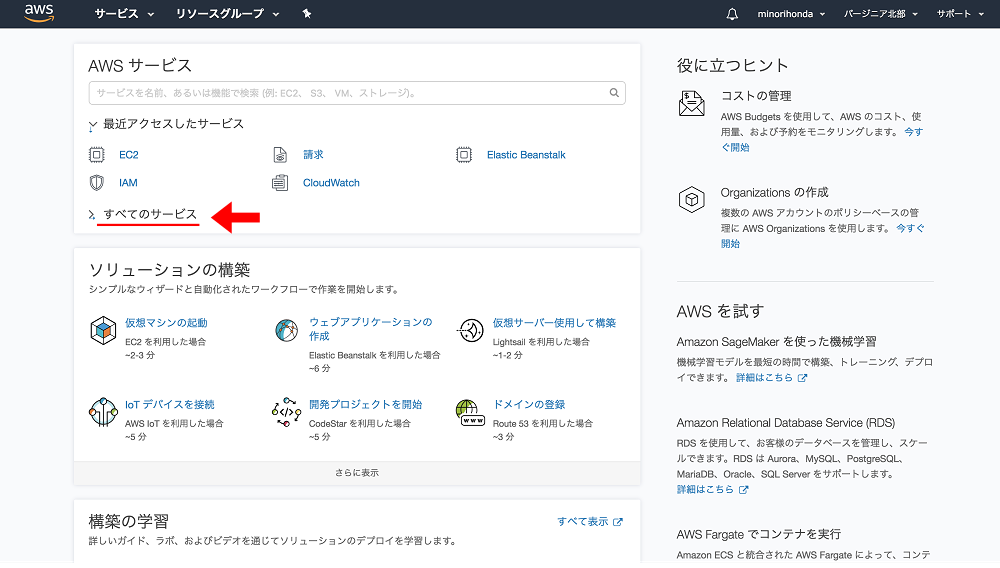 aws サービス リソースグループ minorihonda バージニア北部 サポート
AWS サービス
サービスを名前、あるいは機能で検索 (例: EC2、 S3、 VM、ストレージ)。
最近アクセスしたサービス
EC2 請求 Elastic Beanstalk
IAM CloudWatch
すべてのサービス
ソリューションの構築
シンプルなウィザードと自動化されたワークフローで作業を開始します。
仮想マシンの起動
EC2 を利用した場合
~2-3 分
ウェブアプリケーションの
作成
Elastic Beanstalk を利用した場合
~6 分
仮想サーバー使用して構築
Lightsail を利用した場合
~1-2 分
IoT デバイスを接続
AWS IoT を利用した場合
~5 分
開発プロジェクトを開始
CodeStar を利用した場合
~5 分
ドメインの登録
Route 53 を利用した場合
~3 分
www
さらに表示
構築の学習
すべて表示
詳しいガイド、ラボ、およびビデオを通じてソリューションのデプロイを学習します。
役に立つヒント
コストの管理
AWS Budgets を使用して、AWS のコスト、使
用量、および予約をモニタリングします。 今す
ぐ開始
Organizations の作成
複数の AWS アカウントのポリシーベースの管
理に AWS Organizations を使用します。 今すぐ
開始
AWS を試す
Amazon SageMaker を使った機械学習
機械学習モデルを最短の時間で構築、トレーニング、デプロ
イできます。 詳細はこちら
Amazon Relational Database Service (RDS)
RDS を使用して、お客様のデータベースを管理し、スケー
ルできます。RDS は Aurora、MySQL、PostgreSQL、
MariaDB、Oracle、SQL Server をサポートします。
詳細はこちら
AWS Fargate でコンテナを実行
Amazon ECS と統合された AWS Fargate によって、コンテ